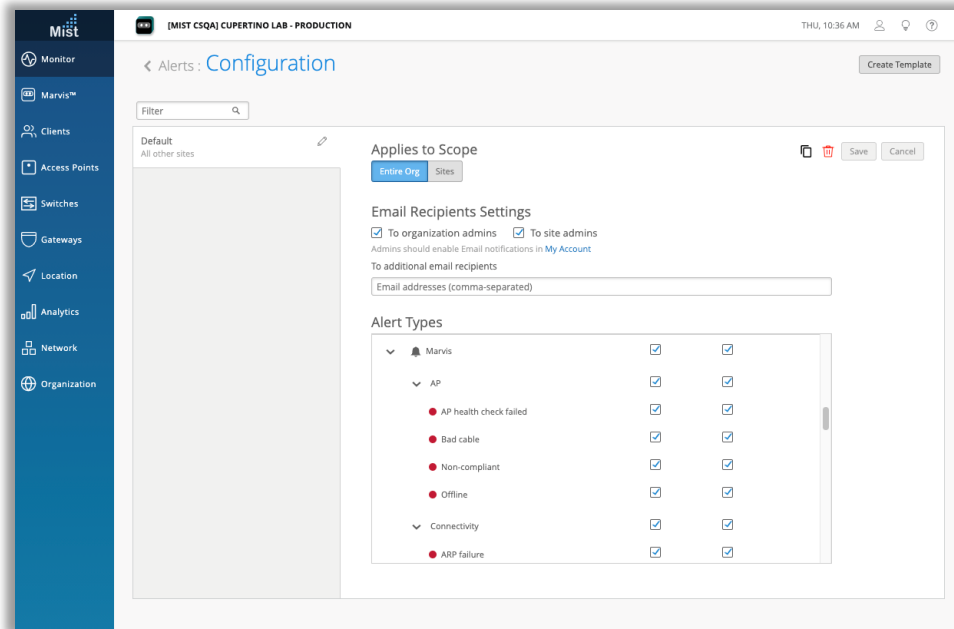 Mist
[MIST CSQA] CUPERTINO LAB - PRODUCTION
THU, 10:36 AM
Monitor
Marvis™
Clients
Access Points
Switches
Gateways
Location
Analytics
Network
Organization
< Alerts : Configuration
Create Template
Filter
Default
All other sites
Applies to Scope
Save
Cancel
Entire Org
Sites
Email Recipients Settings
To organization admins
To site admins
Admins should enable Email notifications in My Account
To additional email recipients
Email addresses (comma-separated)
Alert Types
Marvis
AP
AP health check failed
Bad cable
Non-compliant
Offline
Connectivity
ARP failure